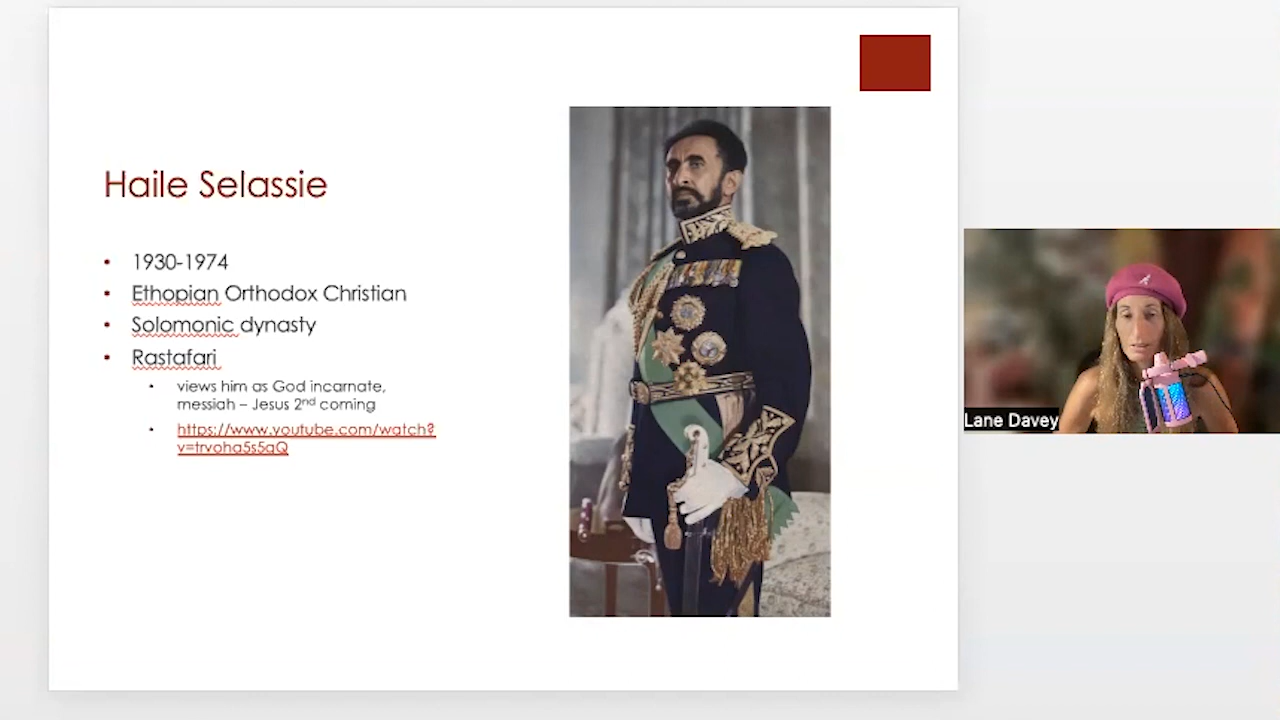 Haile Selassie
• 1930-1974
• Ethopian Orthodox Christian
• Solomonic dynasty
• Rastafari
• views him as God incarnate,
messiah – Jesus 2nd coming
• https://www.youtube.com/watch?
v=trvoha5s5qQ
Lane Davey